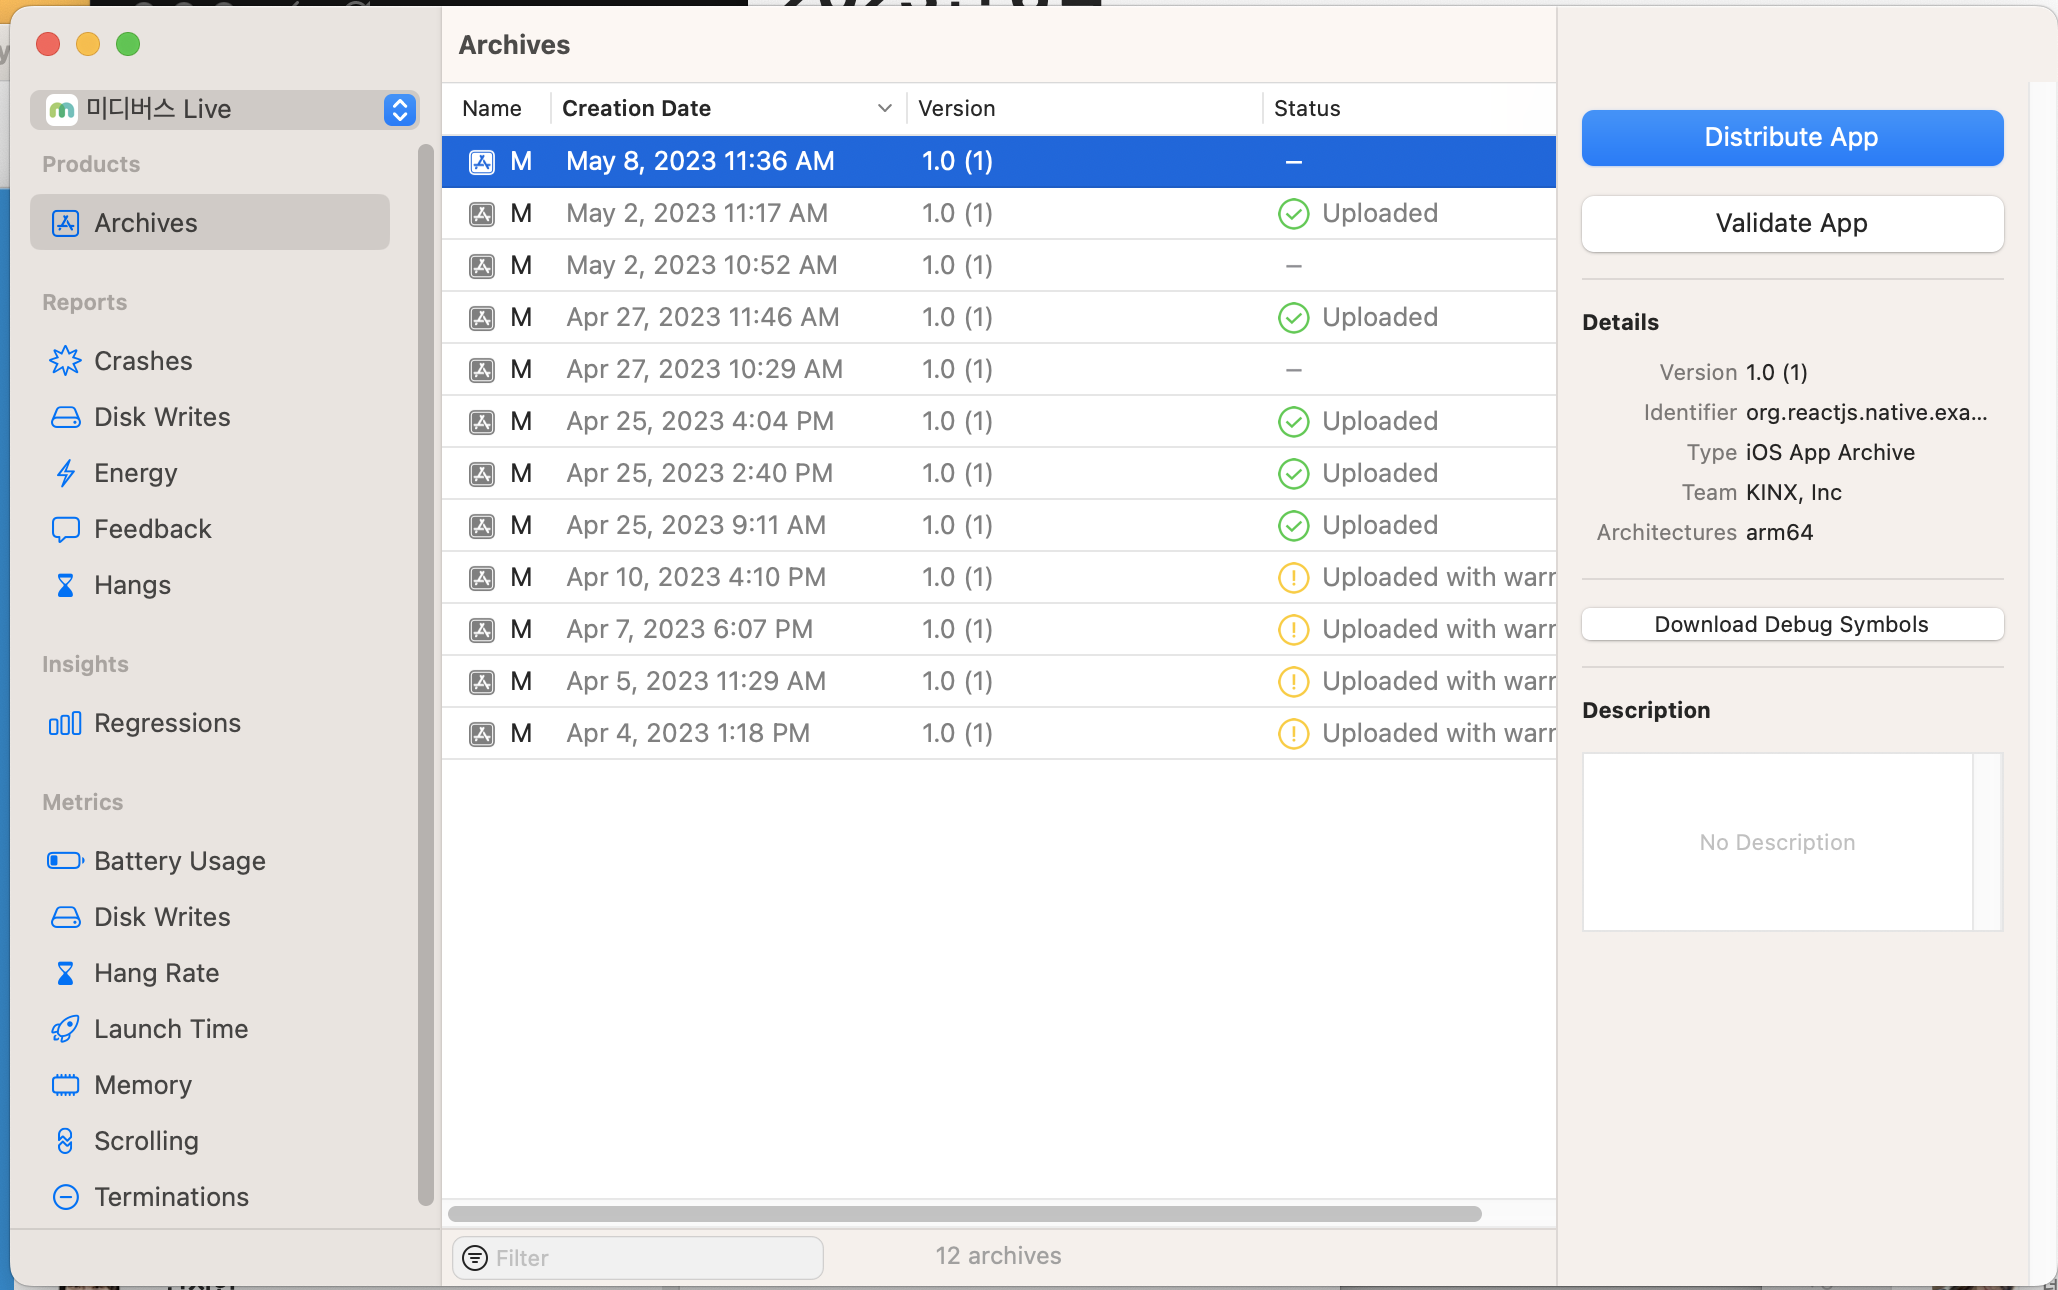 미디버스 Live
Products
Archives
Reports
Crashes
Disk Writes
Energy
Feedback
Hangs
Insights
Regressions
Metrics
Battery Usage
Disk Writes
Hang Rate
Launch Time
Memory
Scrolling
Terminations
Archives
Name Creation Date Version Status
M May 8, 2023 11:36 AM 1.0 (1) –
M May 2, 2023 11:17 AM 1.0 (1) Uploaded
M May 2, 2023 10:52 AM 1.0 (1) –
M Apr 27, 2023 11:46 AM 1.0 (1) Uploaded
M Apr 27, 2023 10:29 AM 1.0 (1) –
M Apr 25, 2023 4:04 PM 1.0 (1) Uploaded
M Apr 25, 2023 2:40 PM 1.0 (1) Uploaded
M Apr 25, 2023 9:11 AM 1.0 (1) Uploaded
M Apr 10, 2023 4:10 PM 1.0 (1) Uploaded with warr
M Apr 7, 2023 6:07 PM 1.0 (1) Uploaded with warr
M Apr 5, 2023 11:29 AM 1.0 (1) Uploaded with warr
M Apr 4, 2023 1:18 PM 1.0 (1) Uploaded with warr
Filter
12 archives
Distribute App
Validate App
Details
Version 1.0 (1)
Identifier org.reactjs.native.exa...
Type iOS App Archive
Team KINX, Inc
Architectures arm64
Download Debug Symbols
Description
No Description